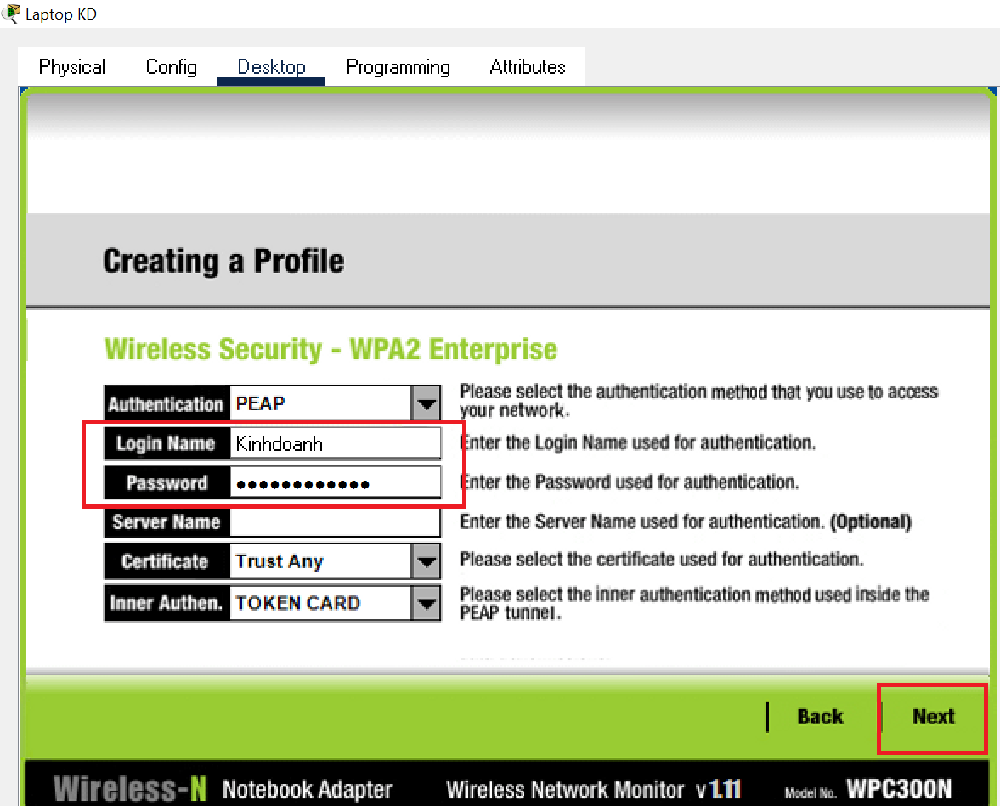 Laptop KD
Physical Config Desktop Programming Attributes
Creating a Profile
Wireless Security - WPA2 Enterprise
Authentication PEAP Please select the authentication method that you use to access
your network.
Login Name Kinhdoanh Enter the Login Name used for authentication.
Password ●●●●●●●●●●●● Enter the Password used for authentication.
Server Name Enter the Server Name used for authentication. (Optional)
Certificate Trust Any Please select the certificate used for authentication.
Inner Authen. TOKEN CARD Please select the inner authentication method used inside the
PEAP tunnel.
Back Next
Wireless-N Notebook Adapter Wireless Network Monitor v 1.11 Model No. WPC300N